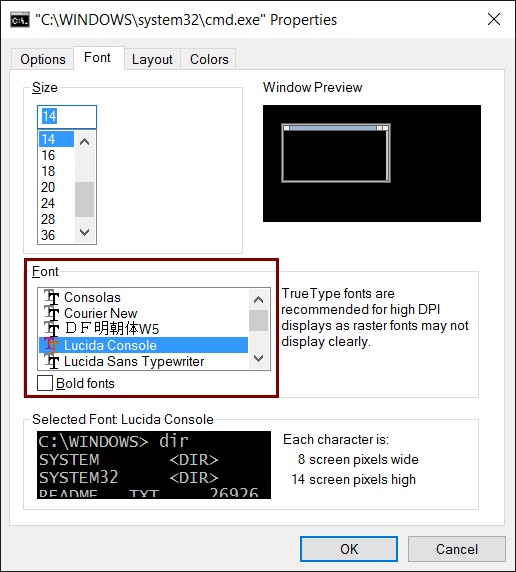 "C:\WINDOWS\system32\cmd.exe" Properties
Options Font Layout Colors
Size
14
14
16
18
20
24
28
36
Window Preview
Font
Consolas
Courier New
ＤＦ明朝体W5
Lucida Console
Lucida Sans Typewriter
Bold fonts
TrueType fonts are
recommended for high DPI
displays as raster fonts may not
display clearly.
Selected Font: Lucida Console
C:\WINDOWS> dir
SYSTEM <DIR>
SYSTEM32 <DIR>
README TXT 26926
Each character is:
8 screen pixels wide
14 screen pixels high
OK Cancel